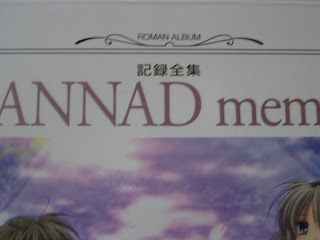 ROMAN ALBUM
記録全集
ANNAD mem